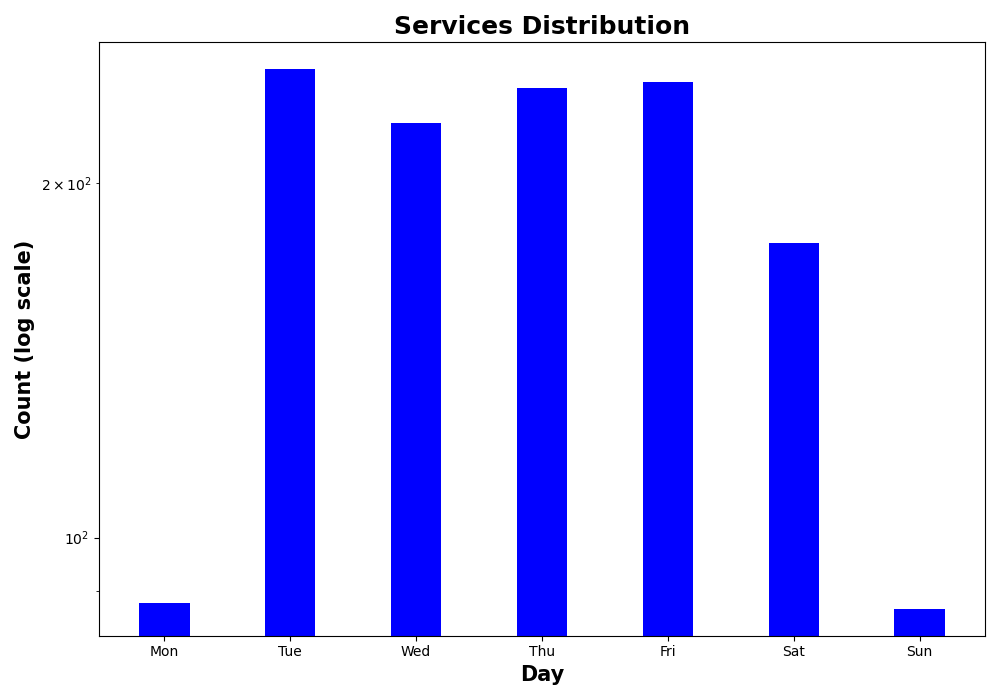 Services Distribution
Count (log scale)
2 × 10²
10²
Mon Tue Wed Thu Fri Sat Sun
Day